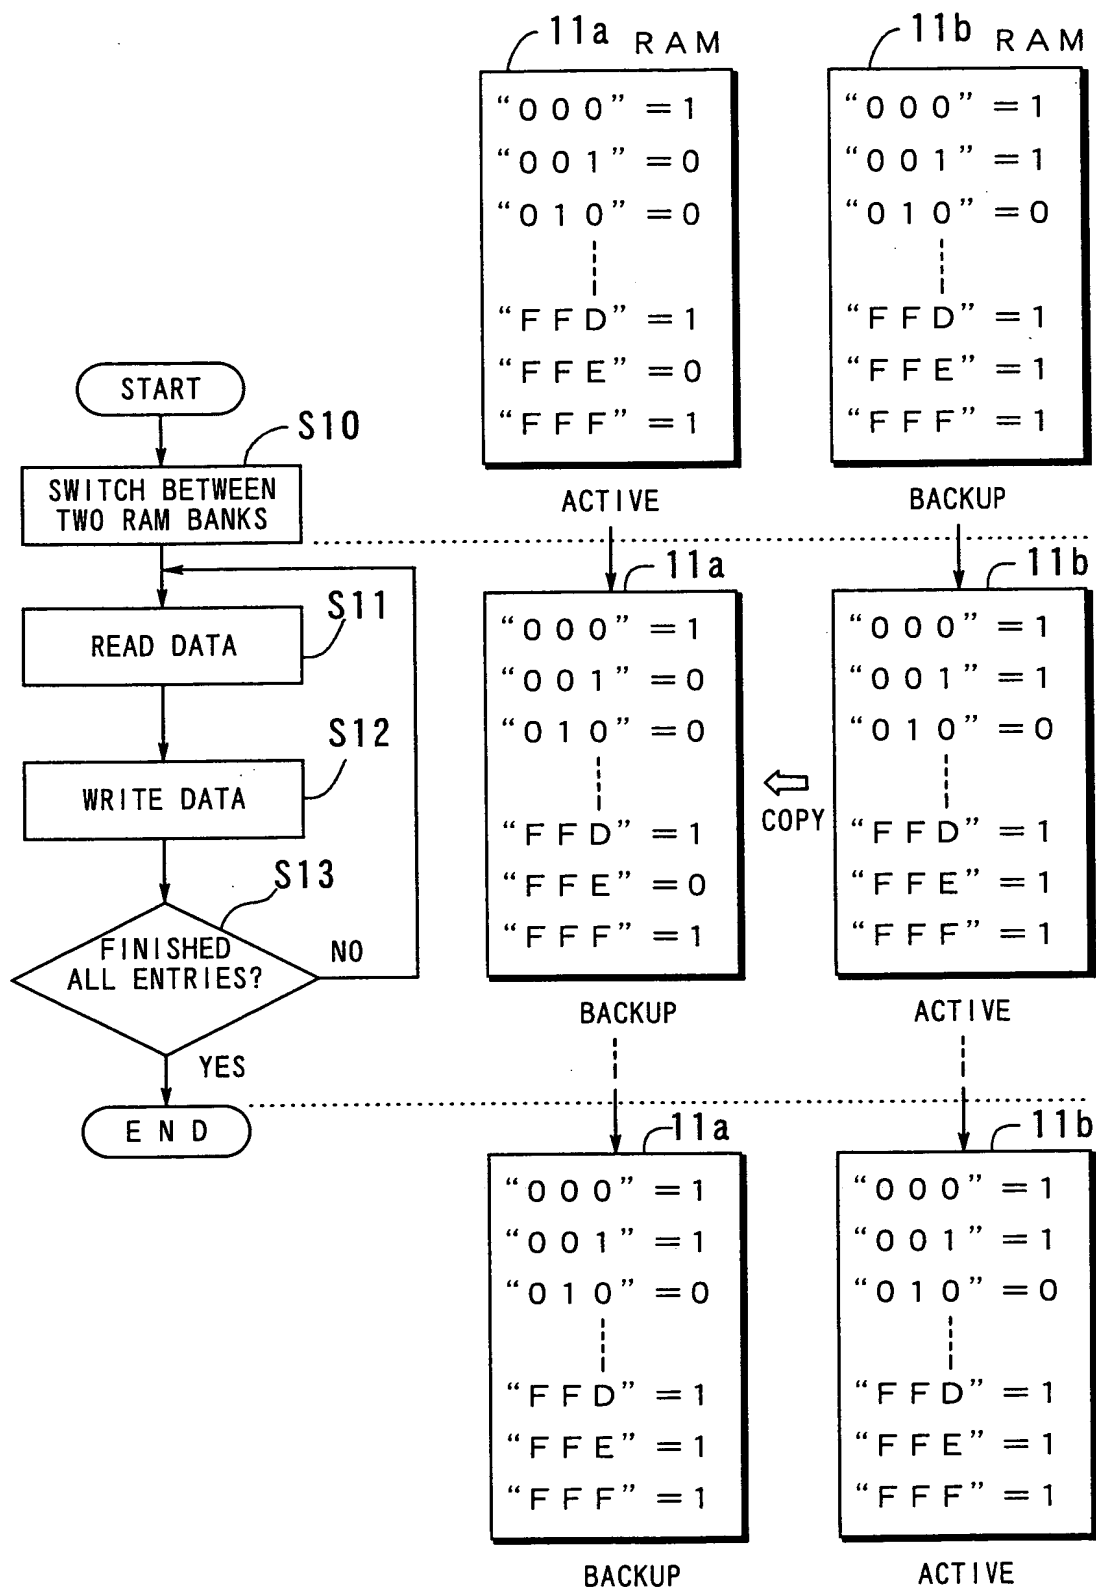 11a RAM
"000" = 1
"001" = 0
"010" = 0
"FFD" = 1
"FFE" = 0
"FFF" = 1
ACTIVE
11b RAM
"000" = 1
"001" = 1
"010" = 0
"FFD" = 1
"FFE" = 1
"FFF" = 1
BACKUP
START
S10
SWITCH BETWEEN
TWO RAM BANKS
S11
READ DATA
S12
WRITE DATA
S13
FINISHED
ALL ENTRIES?
NO
YES
END
11a
"000" = 1
"001" = 0
"010" = 0
"FFD" = 1
"FFE" = 0
"FFF" = 1
BACKUP
COPY
11b
"000" = 1
"001" = 1
"010" = 0
"FFD" = 1
"FFE" = 1
"FFF" = 1
ACTIVE
11a
"000" = 1
"001" = 1
"010" = 0
"FFD" = 1
"FFE" = 1
"FFF" = 1
BACKUP
11b
"000" = 1
"001" = 1
"010" = 0
"FFD" = 1
"FFE" = 1
"FFF" = 1
ACTIVE